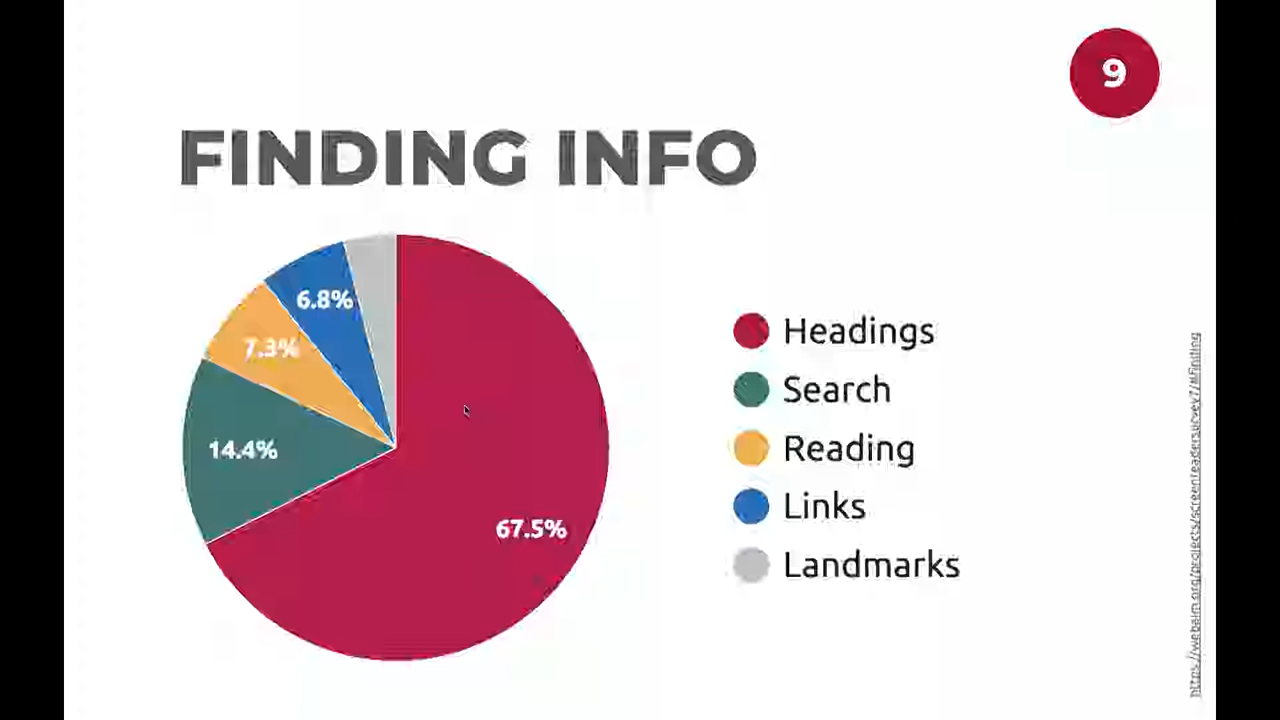 9
FINDING INFO
6.8%
7.3%
14.4%
67.5%
Headings
Search
Reading
Links
Landmarks
https://webaim.org/projects/screenreadersurvey7/#finding